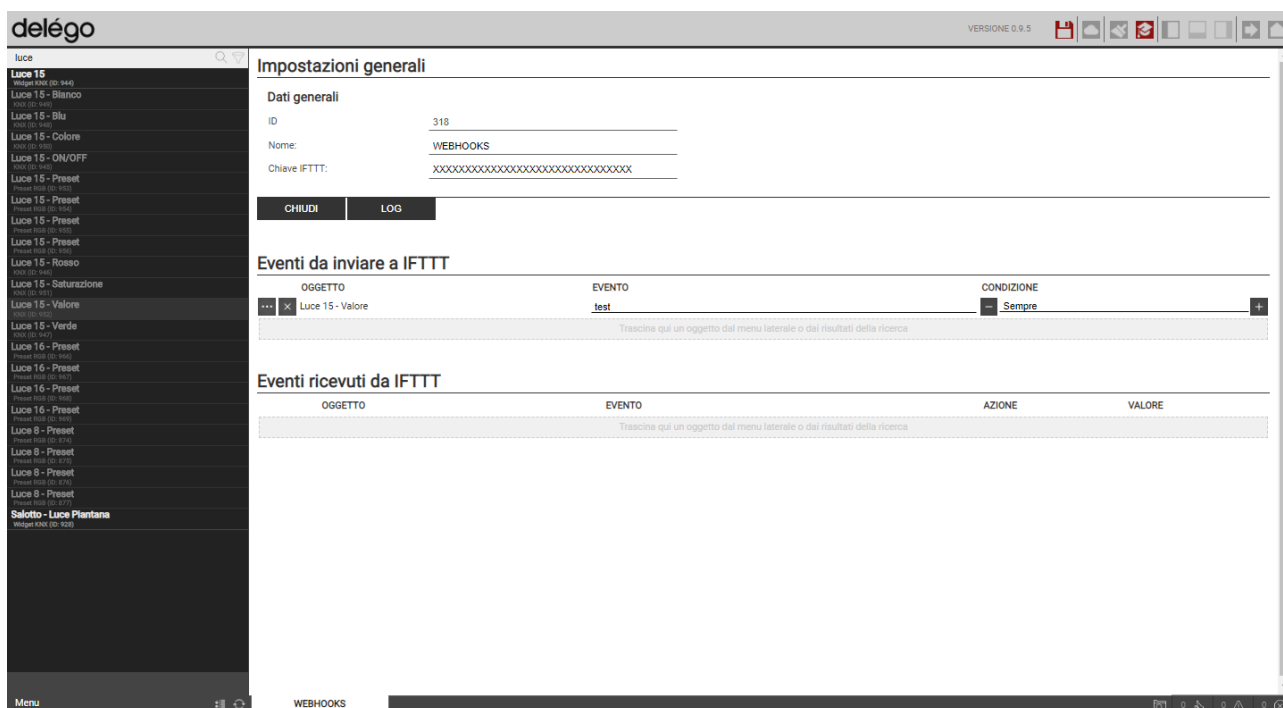 delégo
VERSIONE 0.9.5
luce
Luce 15
Widget KNX (ID: 944)
Luce 15 - Bianco
KNX (ID: 949)
Luce 15 - Blu
KNX (ID: 948)
Luce 15 - Colore
KNX (ID: 950)
Luce 15 - ON/OFF
KNX (ID: 945)
Luce 15 - Preset
Preset RGB (ID: 953)
Luce 15 - Preset
Preset RGB (ID: 954)
Luce 15 - Preset
Preset RGB (ID: 955)
Luce 15 - Preset
Preset RGB (ID: 956)
Luce 15 - Rosso
KNX (ID: 946)
Luce 15 - Saturazione
KNX (ID: 951)
Luce 15 - Valore
KNX (ID: 952)
Luce 15 - Verde
KNX (ID: 947)
Luce 16 - Preset
Preset RGB (ID: 966)
Luce 16 - Preset
Preset RGB (ID: 967)
Luce 16 - Preset
Preset RGB (ID: 968)
Luce 16 - Preset
Preset RGB (ID: 969)
Luce 8 - Preset
Preset RGB (ID: 874)
Luce 8 - Preset
Preset RGB (ID: 875)
Luce 8 - Preset
Preset RGB (ID: 876)
Luce 8 - Preset
Preset RGB (ID: 877)
Salotto - Luce Piantana
Widget KNX (ID: 928)
Menu
Impostazioni generali
Dati generali
ID 318
Nome: WEBHOOKS
Chiave IFTTT: XXXXXXXXXXXXXXXXXXXXXXXXXXXXXXX
CHIUDI LOG
Eventi da inviare a IFTTT
OGGETTO EVENTO CONDIZIONE
Luce 15 - Valore test Sempre
Trascina qui un oggetto dal menu laterale o dai risultati della ricerca
Eventi ricevuti da IFTTT
OGGETTO EVENTO AZIONE VALORE
Trascina qui un oggetto dal menu laterale o dai risultati della ricerca
WEBHOOKS
0 0 0